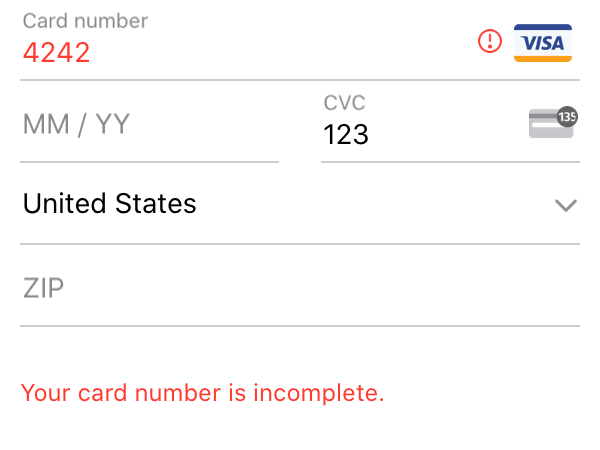 Card number
4242
VISA
MM / YY
CVC
123
135
United States
ZIP
Your card number is incomplete.